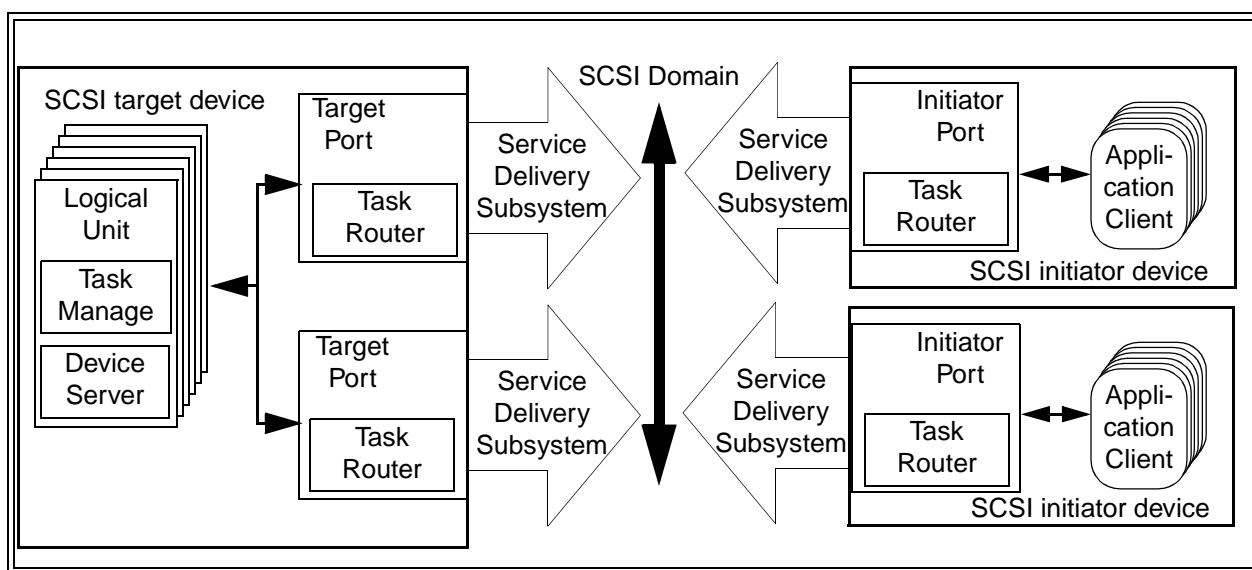 SCSI target device
Logical
Unit
Task
Manage
Device
Server
Target
Port
Task
Router
Target
Port
Task
Router
Service
Delivery
Subsystem
Service
Delivery
Subsystem
SCSI Domain
Service
Delivery
Subsystem
Service
Delivery
Subsystem
Initiator
Port
Task
Router
Appli-
cation
Client
SCSI initiator device
Initiator
Port
Task
Router
Appli-
cation
Client
SCSI initiator device